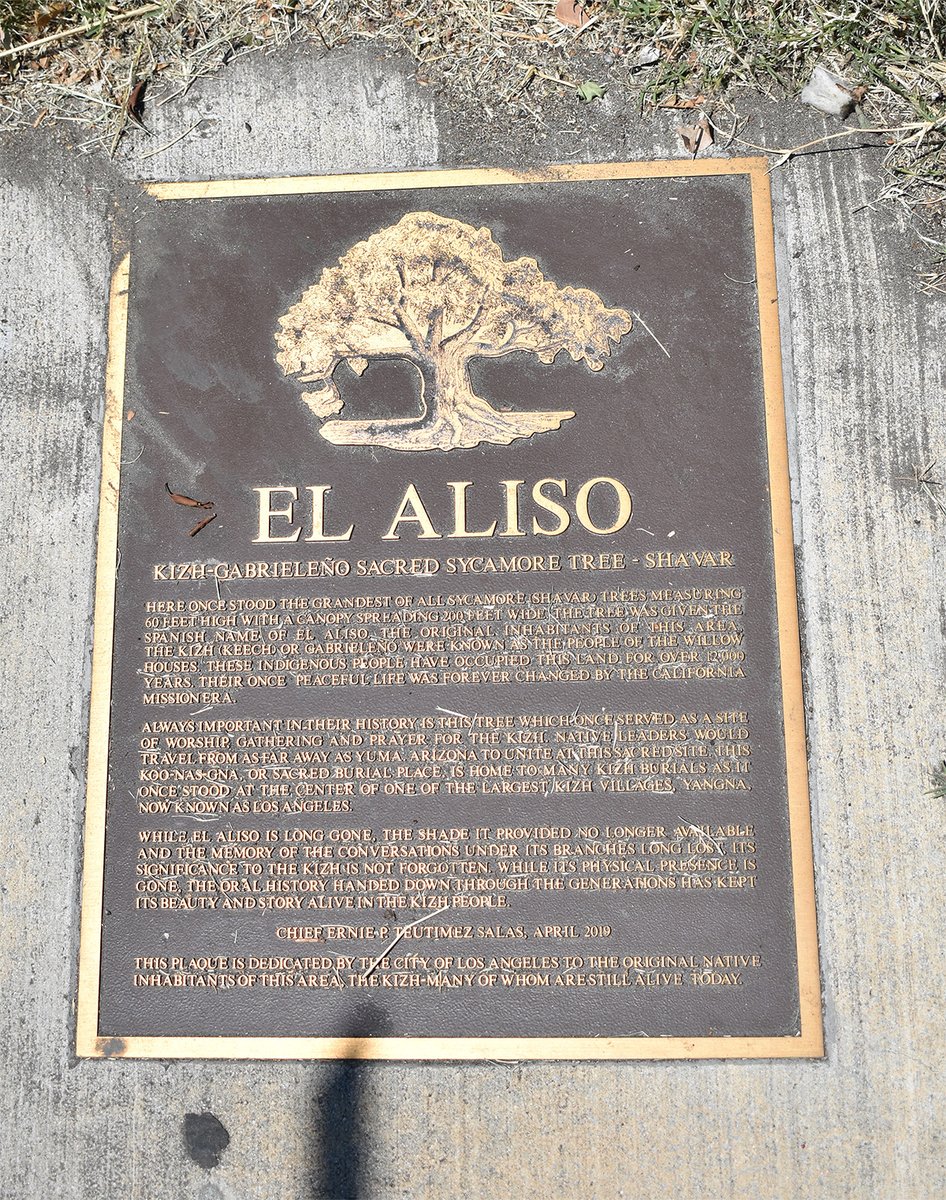 EL ALISO
KIZH-GABRIELEÑO SACRED SYCAMORE TREE - SHA'VAR
HERE ONCE STOOD THE GRANDEST OF ALL SYCAMORE (SHA'VAR) TREES MEASURING
60 FEET HIGH WITH A CANOPY SPREADING 200 FEET WIDE. THE TREE WAS GIVEN THE
SPANISH NAME OF EL ALISO. THE ORIGINAL INHABITANTS OF THIS AREA,
THE KIZH (KEECH) OR GABRIELEÑO WERE KNOWN AS THE PEOPLE OF THE WILLOW
HOUSES. THESE INDIGENOUS PEOPLE HAVE OCCUPIED THIS LAND FOR OVER 12,000
YEARS. THEIR ONCE PEACEFUL LIFE WAS FOREVER CHANGED BY THE CALIFORNIA
MISSION ERA.
ALWAYS IMPORTANT IN THEIR HISTORY IS THIS TREE WHICH ONCE SERVED AS A SITE
OF WORSHIP, GATHERING AND PRAYER FOR THE KIZH. NATIVE LEADERS WOULD
TRAVEL FROM AS FAR AWAY AS YUMA, ARIZONA TO UNITE AT THIS SACRED SITE. THIS
KOO-NAS-GNA, OR SACRED BURIAL PLACE, IS HOME TO MANY KIZH BURIALS AS IT
ONCE STOOD AT THE CENTER OF ONE OF THE LARGEST KIZH VILLAGES, YANGNA,
NOW KNOWN AS LOS ANGELES.
WHILE EL ALISO IS LONG GONE, THE SHADE IT PROVIDED NO LONGER AVAILABLE
AND THE MEMORY OF THE CONVERSATIONS UNDER ITS BRANCHES LONG LOST, ITS
SIGNIFICANCE TO THE KIZH IS NOT FORGOTTEN. WHILE ITS PHYSICAL PRESENCE IS
GONE, THE ORAL HISTORY HANDED DOWN THROUGH THE GENERATIONS HAS KEPT
ITS BEAUTY AND STORY ALIVE IN THE KIZH PEOPLE.
CHIEF ERNIE P. TEUTIMEZ SALAS, APRIL 2019
THIS PLAQUE IS DEDICATED BY THE CITY OF LOS ANGELES TO THE ORIGINAL NATIVE
INHABITANTS OF THIS AREA, THE KIZH-MANY OF WHOM ARE STILL ALIVE TODAY.